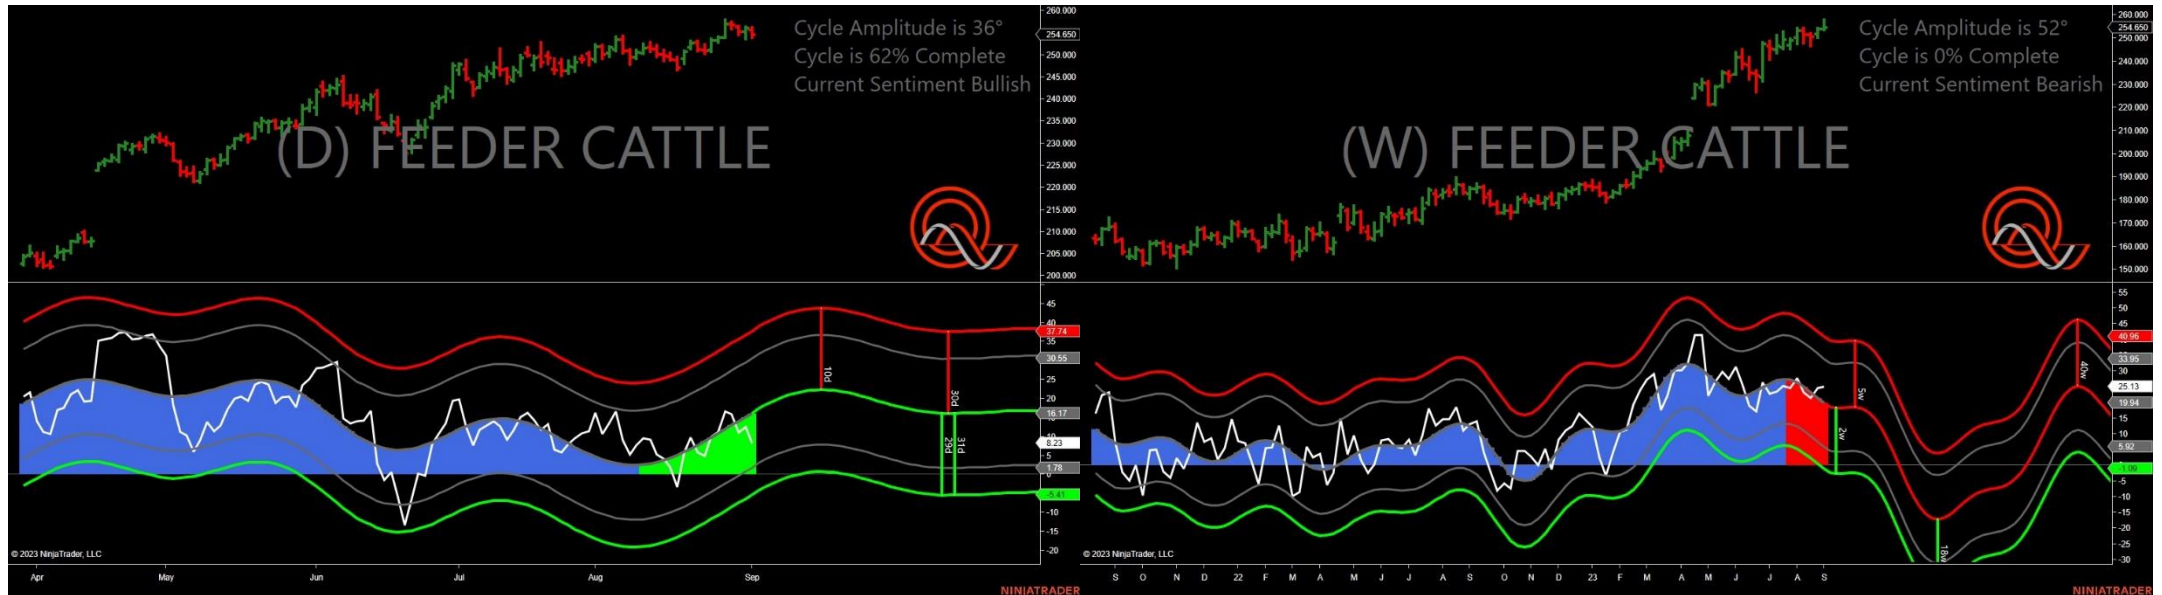 Cycle Amplitude is 36°
Cycle is 62% Complete
Current Sentiment Bullish
(D) FEEDER CATTLE
260.000
254.650
250.000
245.000
240.000
235.000
230.000
225.000
220.000
215.000
210.000
205.000
200.000
45
40
37.74
35
30.55
25
20
16.17
10
8.23
5
1.78
-5.41
-10
-15
-20
10d
30d
29d
31d
© 2023 NinjaTrader, LLC
Apr May Jun Jul Aug Sep
NINJATRADER
Cycle Amplitude is 52°
Cycle is 0% Complete
Current Sentiment Bearish
(W) FEEDER CATTLE
260.000
254.650
250.000
240.000
230.000
220.000
210.000
200.000
190.000
180.000
170.000
160.000
150.000
55
50
45
40.96
33.95
30
25.13
19.94
15
10
5.92
-1.09
-5
-10
-15
-20
-25
-30
5w
2w
18w
40w
© 2023 NinjaTrader, LLC
S O N D 22 F M A M J J A S O N D 23 F M A M J J A S
NINJATRADER